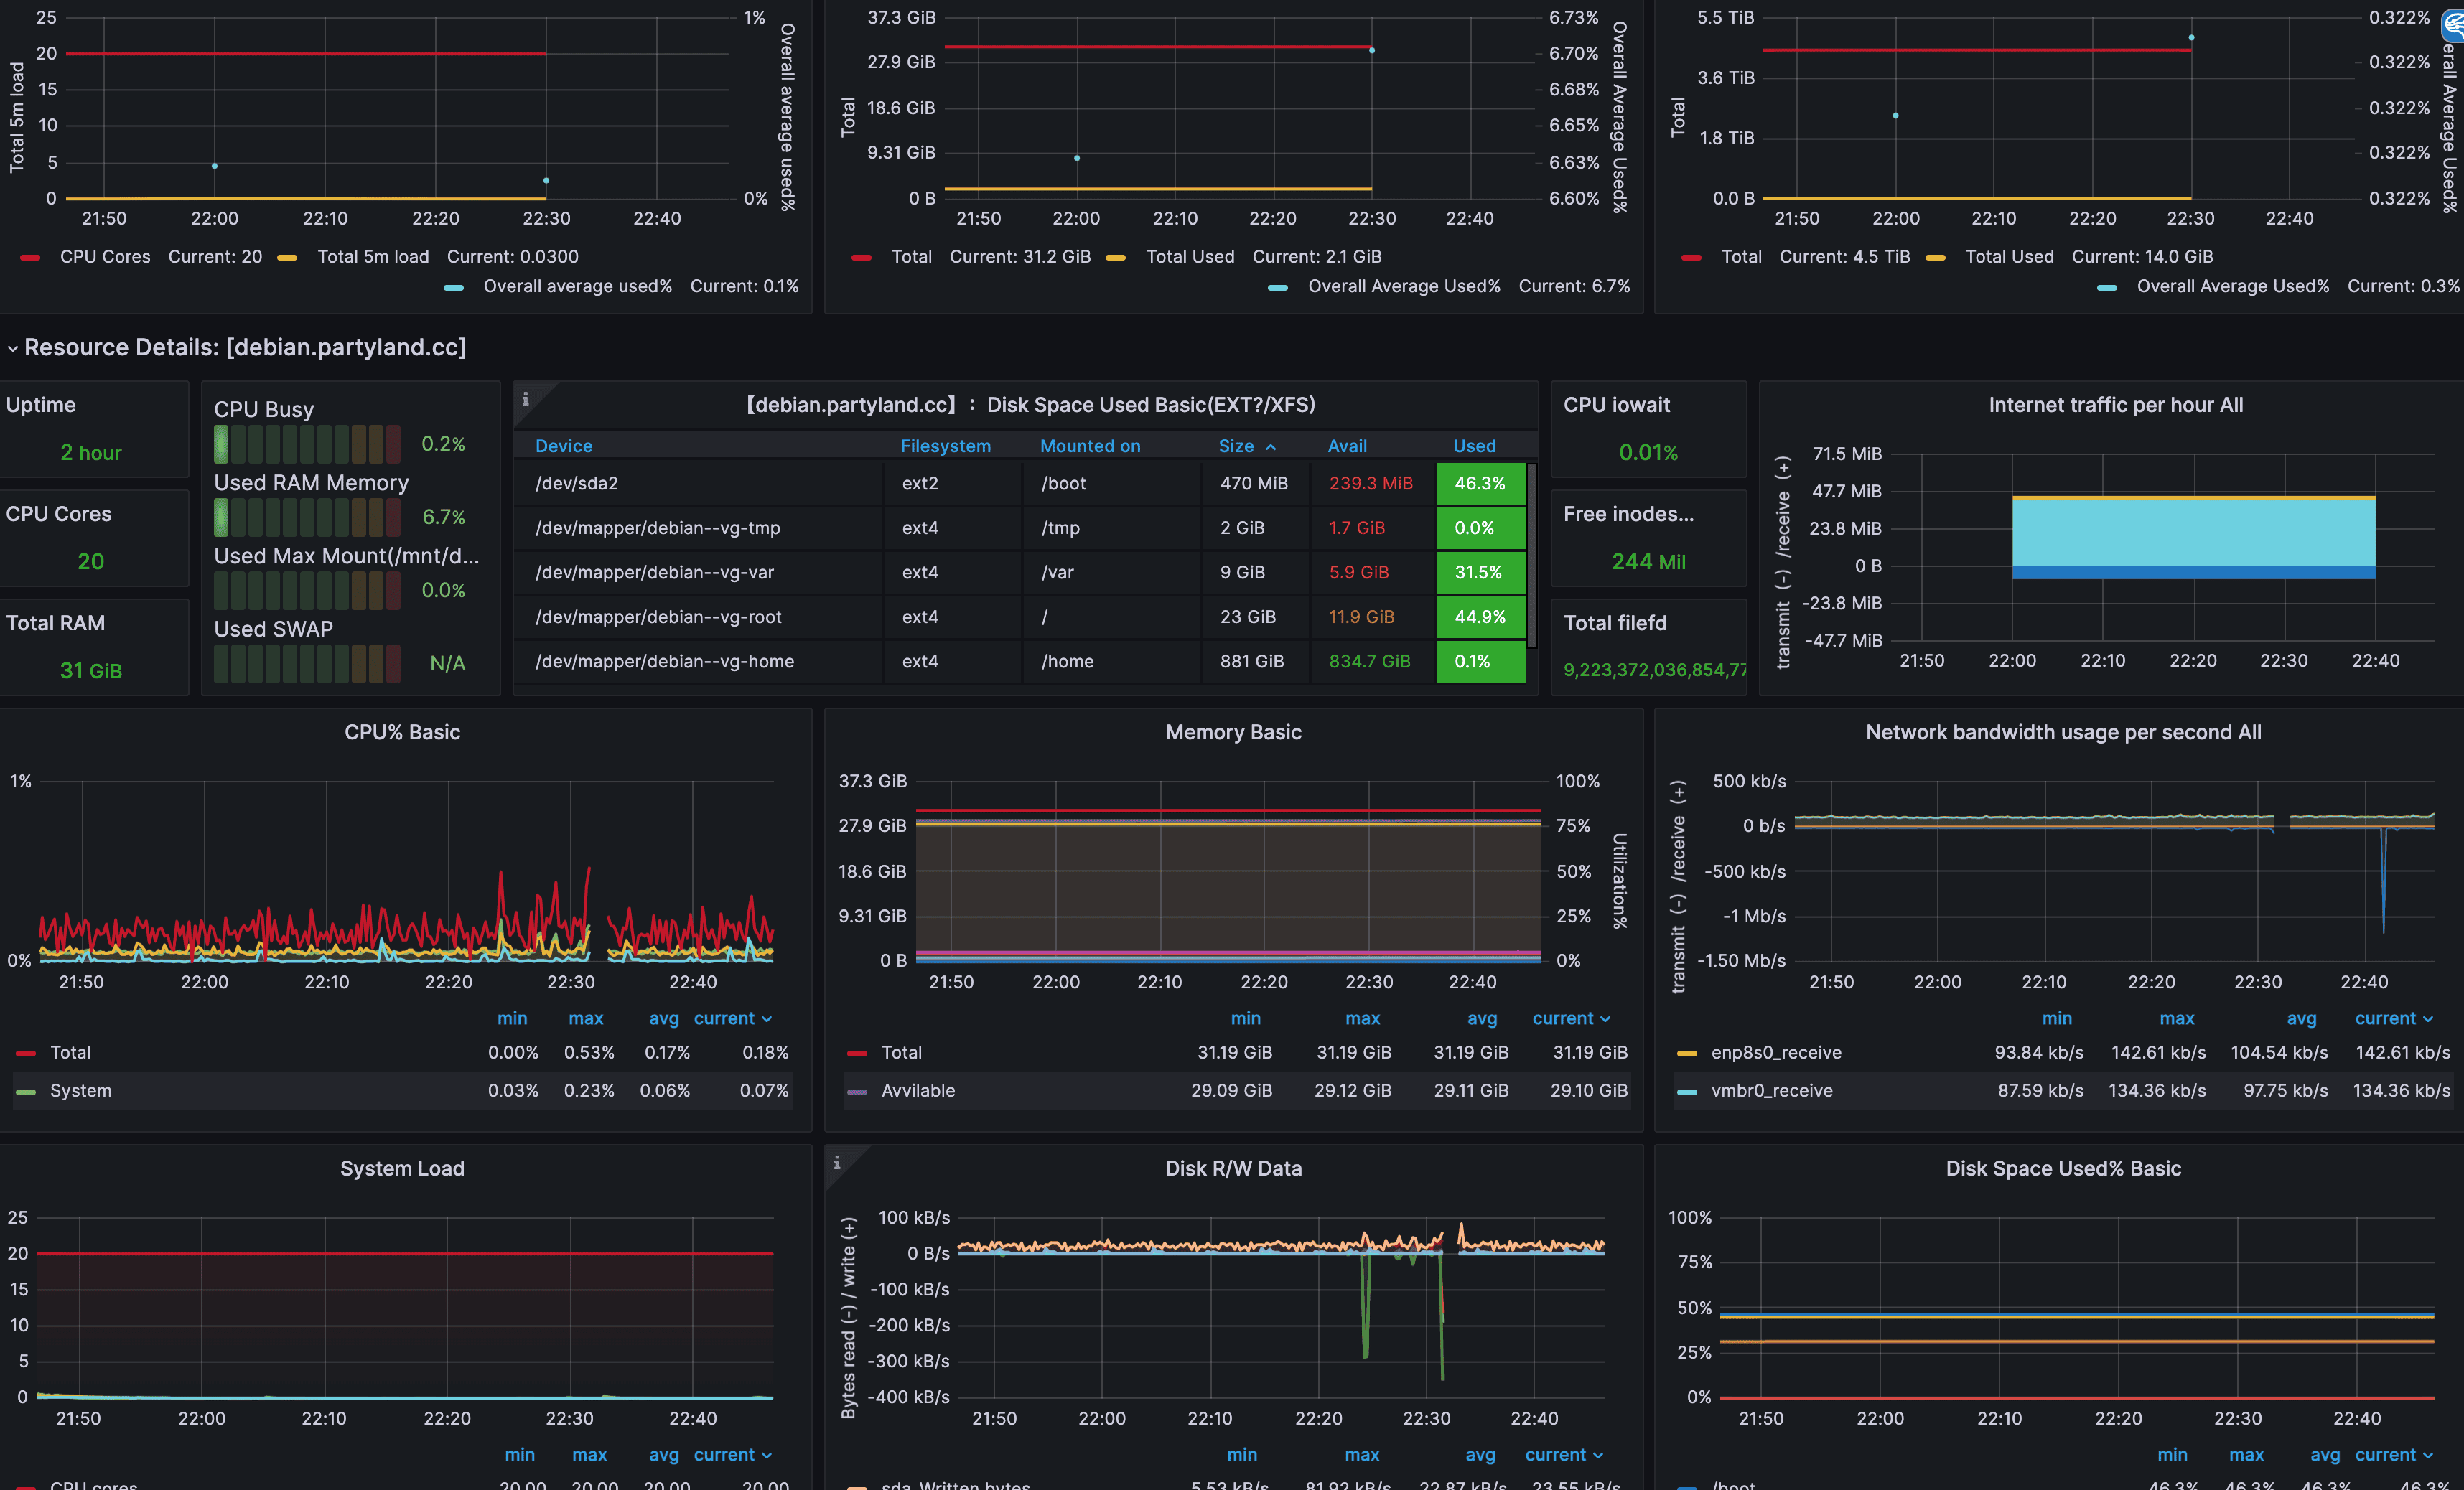 25
20
15
10
5
0
1%
0%
Total 5m load
Overall average used%
21:50 22:00 22:10 22:20 22:30 22:40
CPU Cores Current: 20 Total 5m load Current: 0.0300
Overall average used% Current: 0.1%
37.3 GiB
27.9 GiB
18.6 GiB
9.31 GiB
0 B
6.73%
6.70%
6.68%
6.65%
6.63%
6.60%
Total
Overall Average Used%
21:50 22:00 22:10 22:20 22:30 22:40
Total Current: 31.2 GiB Total Used Current: 2.1 GiB
Overall Average Used% Current: 6.7%
5.5 TiB
3.6 TiB
1.8 TiB
0.0 B
0.322%
0.322%
0.322%
0.322%
0.322%
Total
erall Average Used%
21:50 22:00 22:10 22:20 22:30 22:40
Total Current: 4.5 TiB Total Used Current: 14.0 GiB
Overall Average Used% Current: 0.3%
Resource Details: [debian.partyland.cc]
Uptime
2 hour
CPU Cores
20
Total RAM
31 GiB
CPU Busy
0.2%
Used RAM Memory
6.7%
Used Max Mount(/mnt/d...
0.0%
Used SWAP
N/A
i
【debian.partyland.cc】：Disk Space Used Basic(EXT?/XFS)
Device Filesystem Mounted on Size Avail Used
/dev/sda2 ext2 /boot 470 MiB 239.3 MiB 46.3%
/dev/mapper/debian--vg-tmp ext4 /tmp 2 GiB 1.7 GiB 0.0%
/dev/mapper/debian--vg-var ext4 /var 9 GiB 5.9 GiB 31.5%
/dev/mapper/debian--vg-root ext4 / 23 GiB 11.9 GiB 44.9%
/dev/mapper/debian--vg-home ext4 /home 881 GiB 834.7 GiB 0.1%
CPU iowait
0.01%
Free inodes...
244 Mil
Total filefd
9,223,372,036,854,77
Internet traffic per hour All
71.5 MiB
47.7 MiB
23.8 MiB
0 B
-23.8 MiB
-47.7 MiB
transmit (-) /receive (+)
21:50 22:00 22:10 22:20 22:30 22:40
CPU% Basic
1%
0%
21:50 22:00 22:10 22:20 22:30 22:40
min max avg current
Total 0.00% 0.53% 0.17% 0.18%
System 0.03% 0.23% 0.06% 0.07%
Memory Basic
37.3 GiB
27.9 GiB
18.6 GiB
9.31 GiB
0 B
100%
75%
50%
25%
0%
Utilization%
21:50 22:00 22:10 22:20 22:30 22:40
min max avg current
Total 31.19 GiB 31.19 GiB 31.19 GiB 31.19 GiB
Avvilable 29.09 GiB 29.12 GiB 29.11 GiB 29.10 GiB
Network bandwidth usage per second All
500 kb/s
0 b/s
-500 kb/s
-1 Mb/s
-1.50 Mb/s
transmit (-) /receive (+)
21:50 22:00 22:10 22:20 22:30 22:40
min max avg current
enp8s0_receive 93.84 kb/s 142.61 kb/s 104.54 kb/s 142.61 kb/s
vmbr0_receive 87.59 kb/s 134.36 kb/s 97.75 kb/s 134.36 kb/s
System Load
25
20
15
10
5
0
21:50 22:00 22:10 22:20 22:30 22:40
min max avg current
CPU cores 20.00 20.00 20.00 20.00
i
Disk R/W Data
100 kB/s
0 B/s
-100 kB/s
-200 kB/s
-300 kB/s
-400 kB/s
Bytes read (-) / write (+)
21:50 22:00 22:10 22:20 22:30 22:40
min max avg current
sda_Written bytes 5.53 kB/s 81.92 kB/s 22.87 kB/s 23.55 kB/s
Disk Space Used% Basic
100%
75%
50%
25%
0%
21:50 22:00 22:10 22:20 22:30 22:40
min max avg current
/boot 46.3% 46.3% 46.3% 46.3%